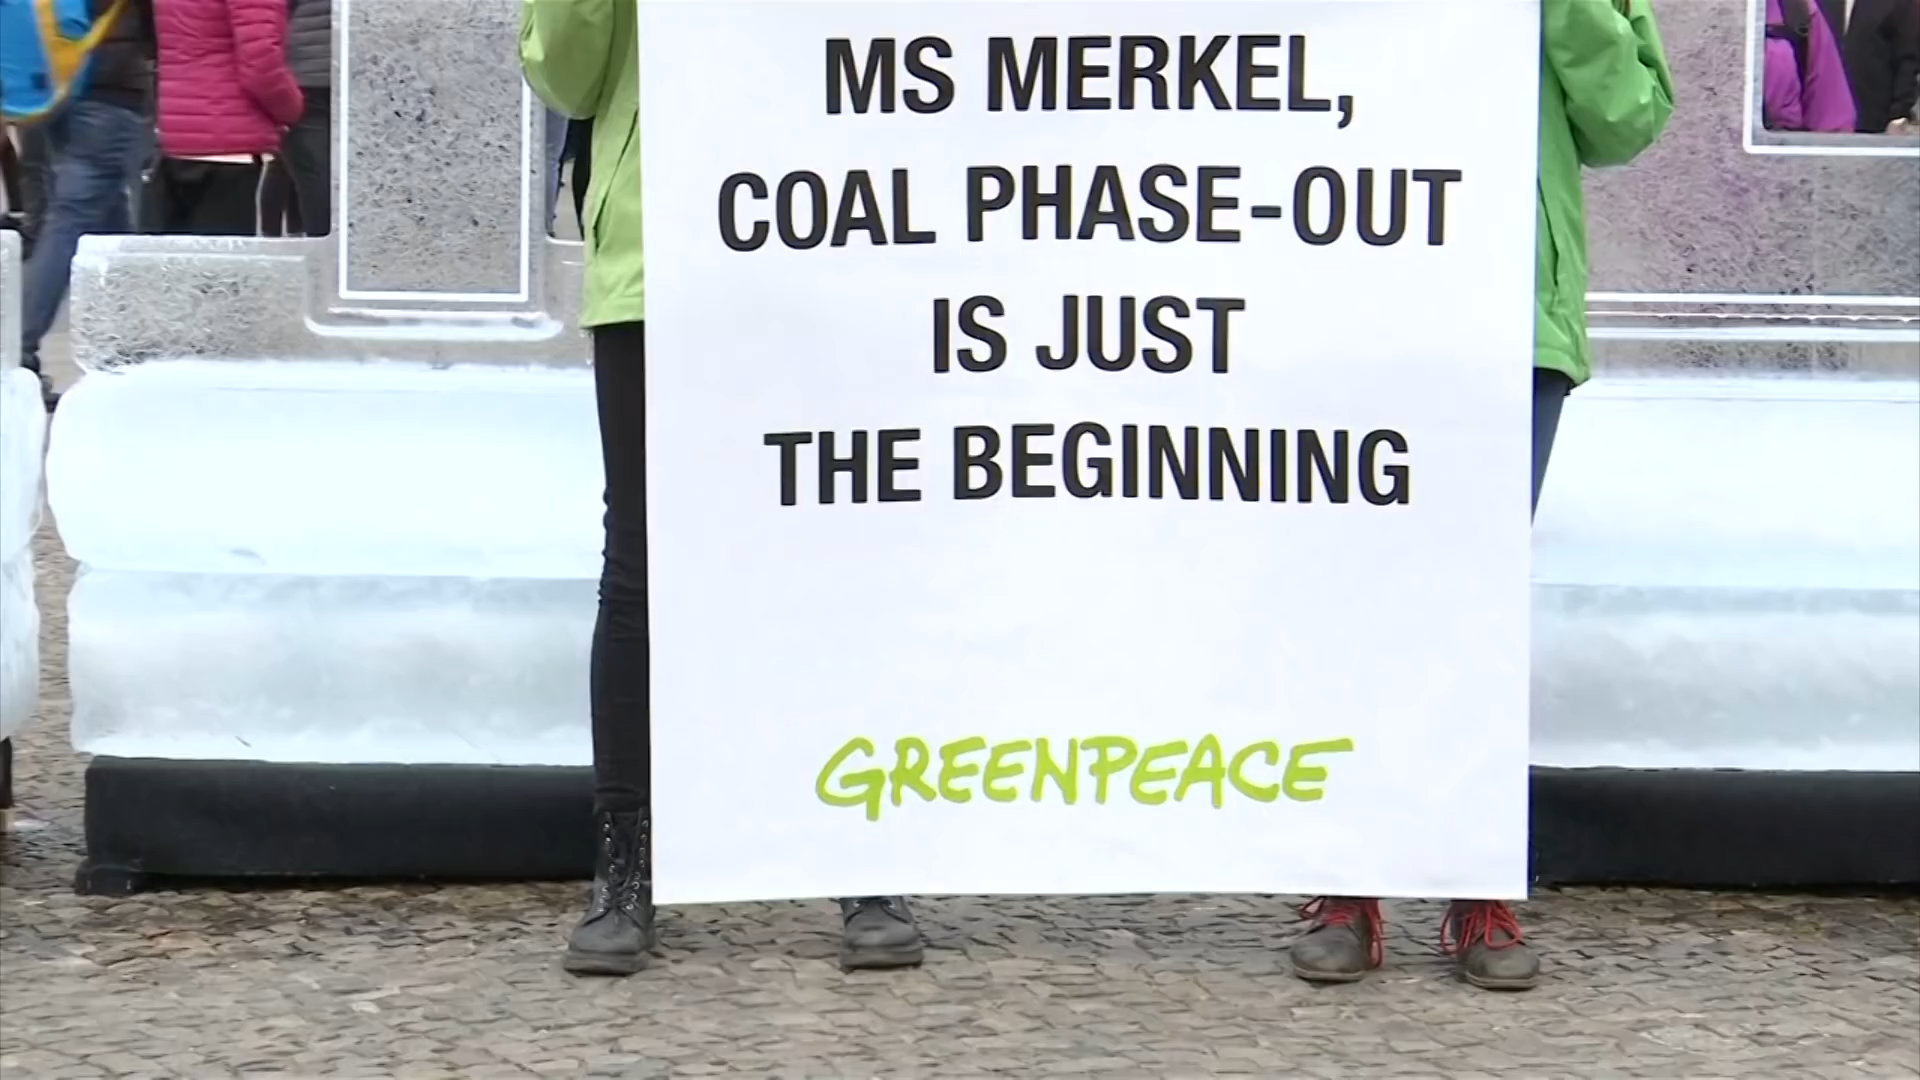 MS MERKEL,
COAL PHASE-OUT
IS JUST
THE BEGINNING
GREENPEACE